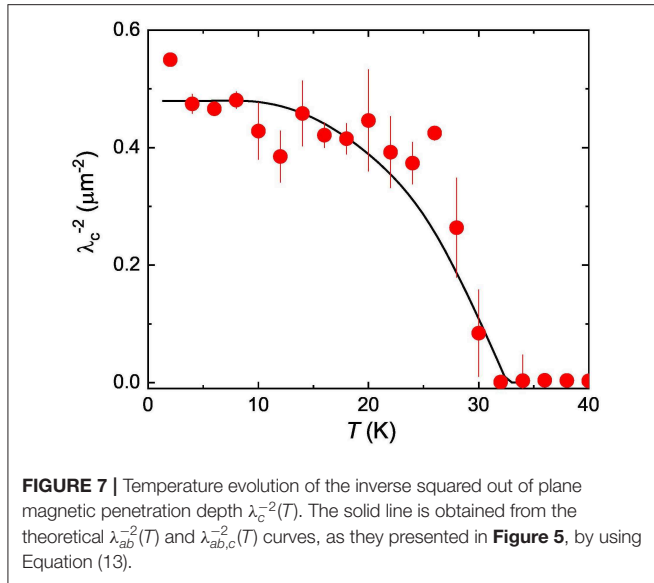 0.6
0.4
0.2
0.0
λc-2 (μm-2)
10 20 30 40
T (K)
FIGURE 7 | Temperature evolution of the inverse squared out of plane
magnetic penetration depth λc−2(T). The solid line is obtained from the
theoretical λab−2(T) and λab,c−2(T) curves, as they presented in Figure 5, by using
Equation (13).